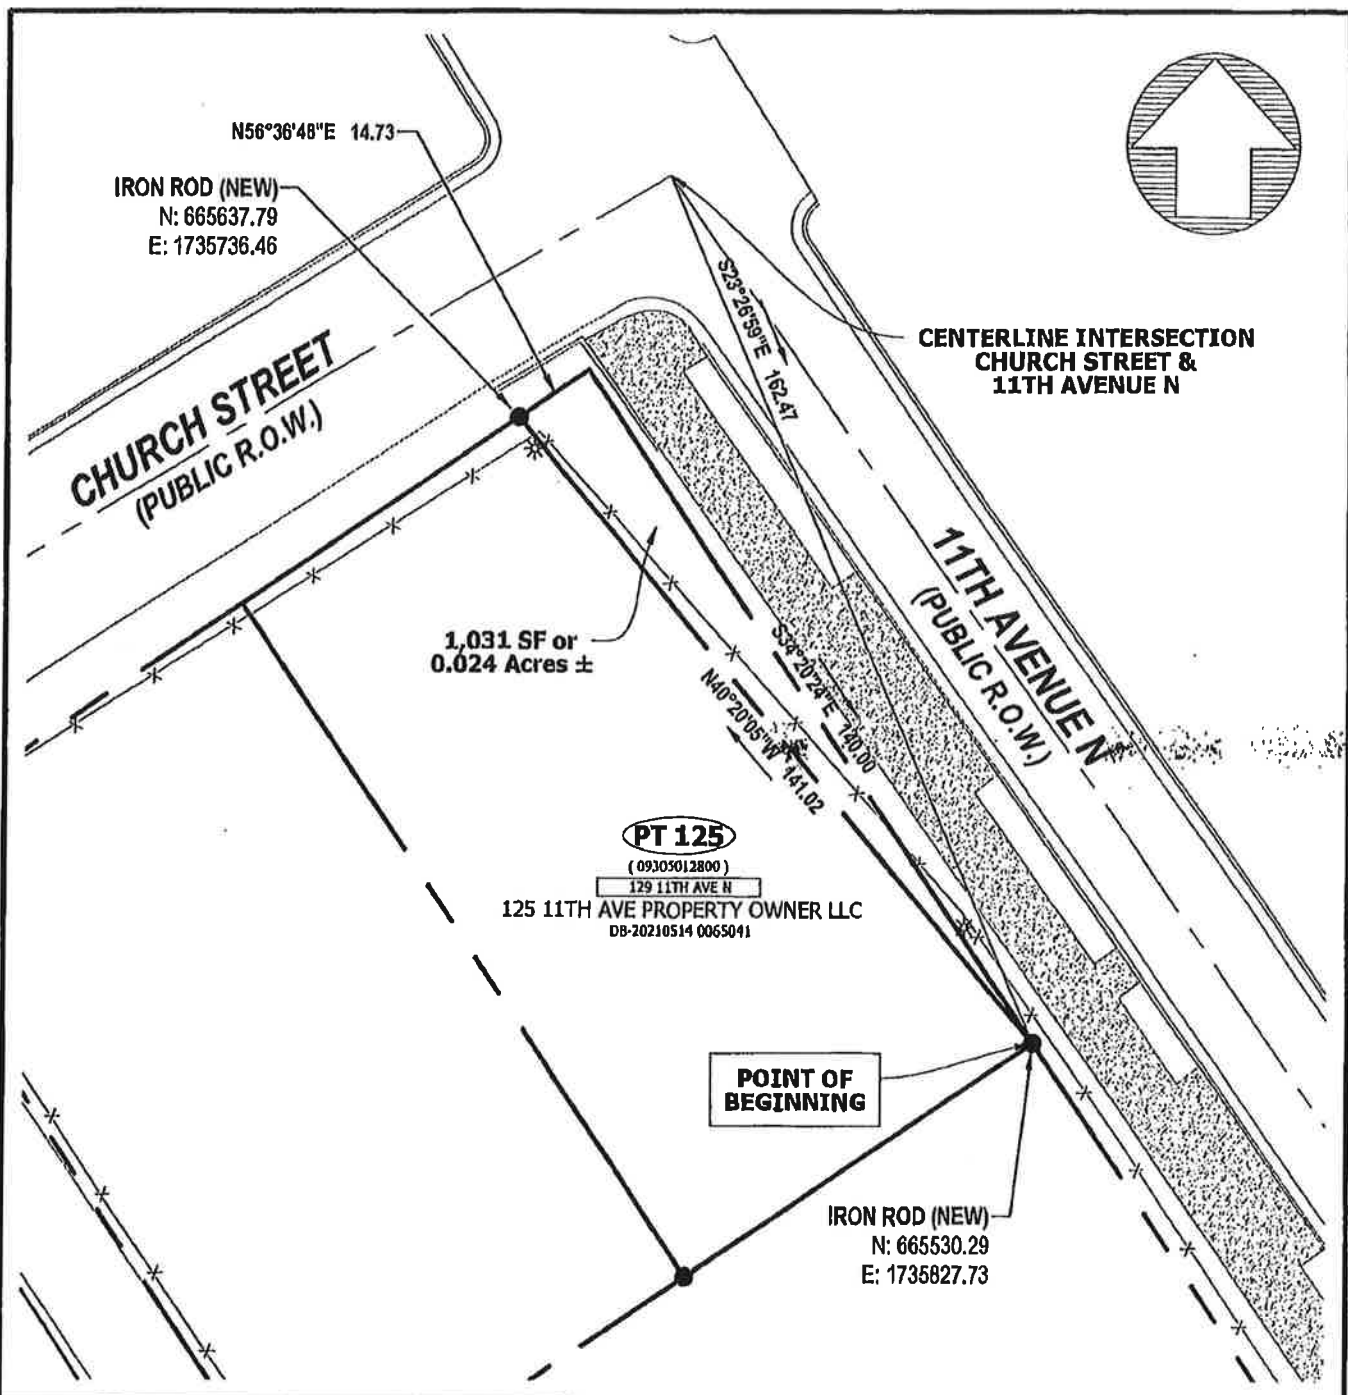 N56°36'48"E 14.73
IRON ROD (NEW)
N: 665637.79
E: 1735736.46
S23°26'59"E 162.47
CENTERLINE INTERSECTION
CHURCH STREET &
11TH AVENUE N
CHURCH STREET
(PUBLIC R.O.W.)
11TH AVENUE N
(PUBLIC R.O.W.)
1,031 SF or
0.024 Acres ±
S34°20'24"E 140.00
N40°20'05"W 141.02
PT 125
(09305012800)
129 11TH AVE N
125 11TH AVE PROPERTY OWNER LLC
DB-20210514 0065041
POINT OF
BEGINNING
IRON ROD (NEW)
N: 665530.29
E: 1735827.73